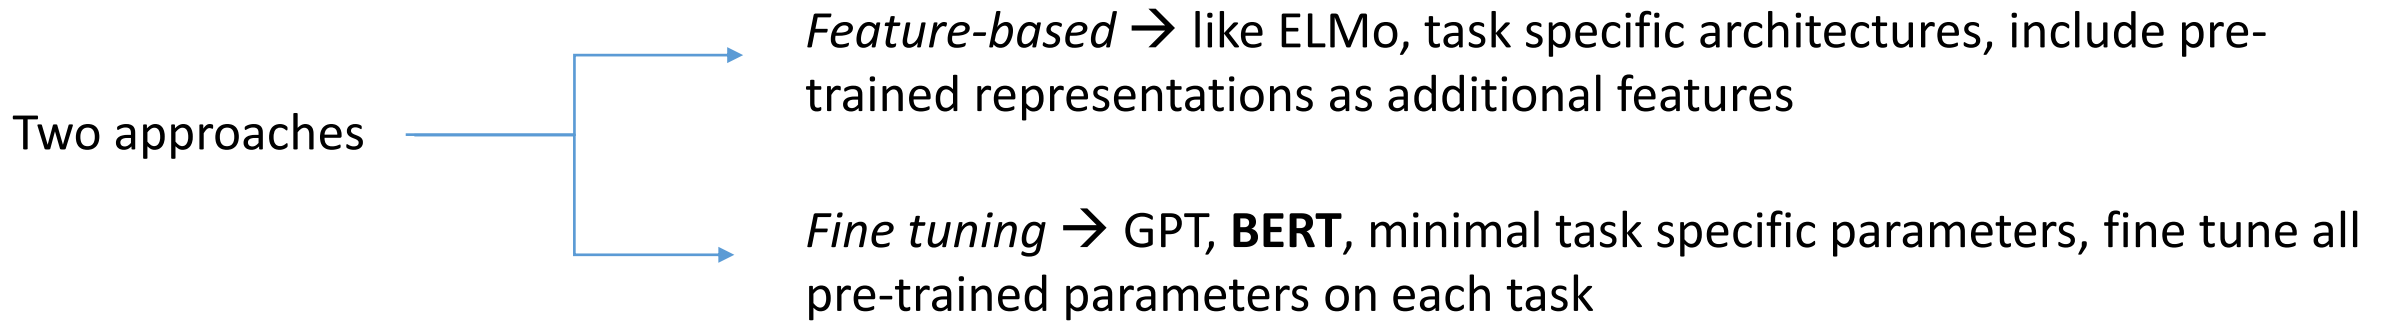 Two approaches
Feature-based → like ELMo, task specific architectures, include pre-
trained representations as additional features
Fine tuning → GPT, BERT, minimal task specific parameters, fine tune all
pre-trained parameters on each task